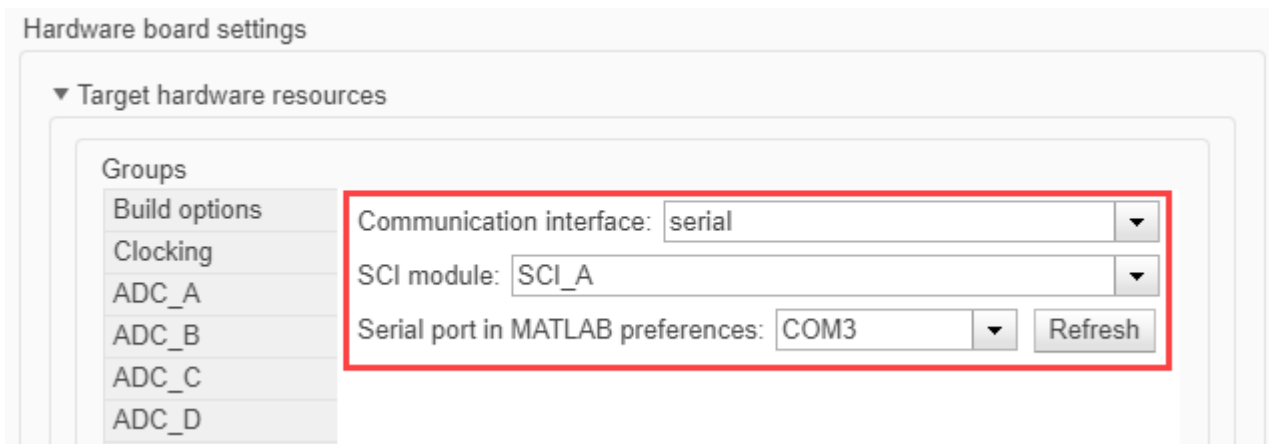 Hardware board settings
Target hardware resources
Groups
Build options
Clocking
ADC_A
ADC_B
ADC_C
ADC_D
Communication interface: serial
SCI module: SCI_A
Serial port in MATLAB preferences: COM3 Refresh